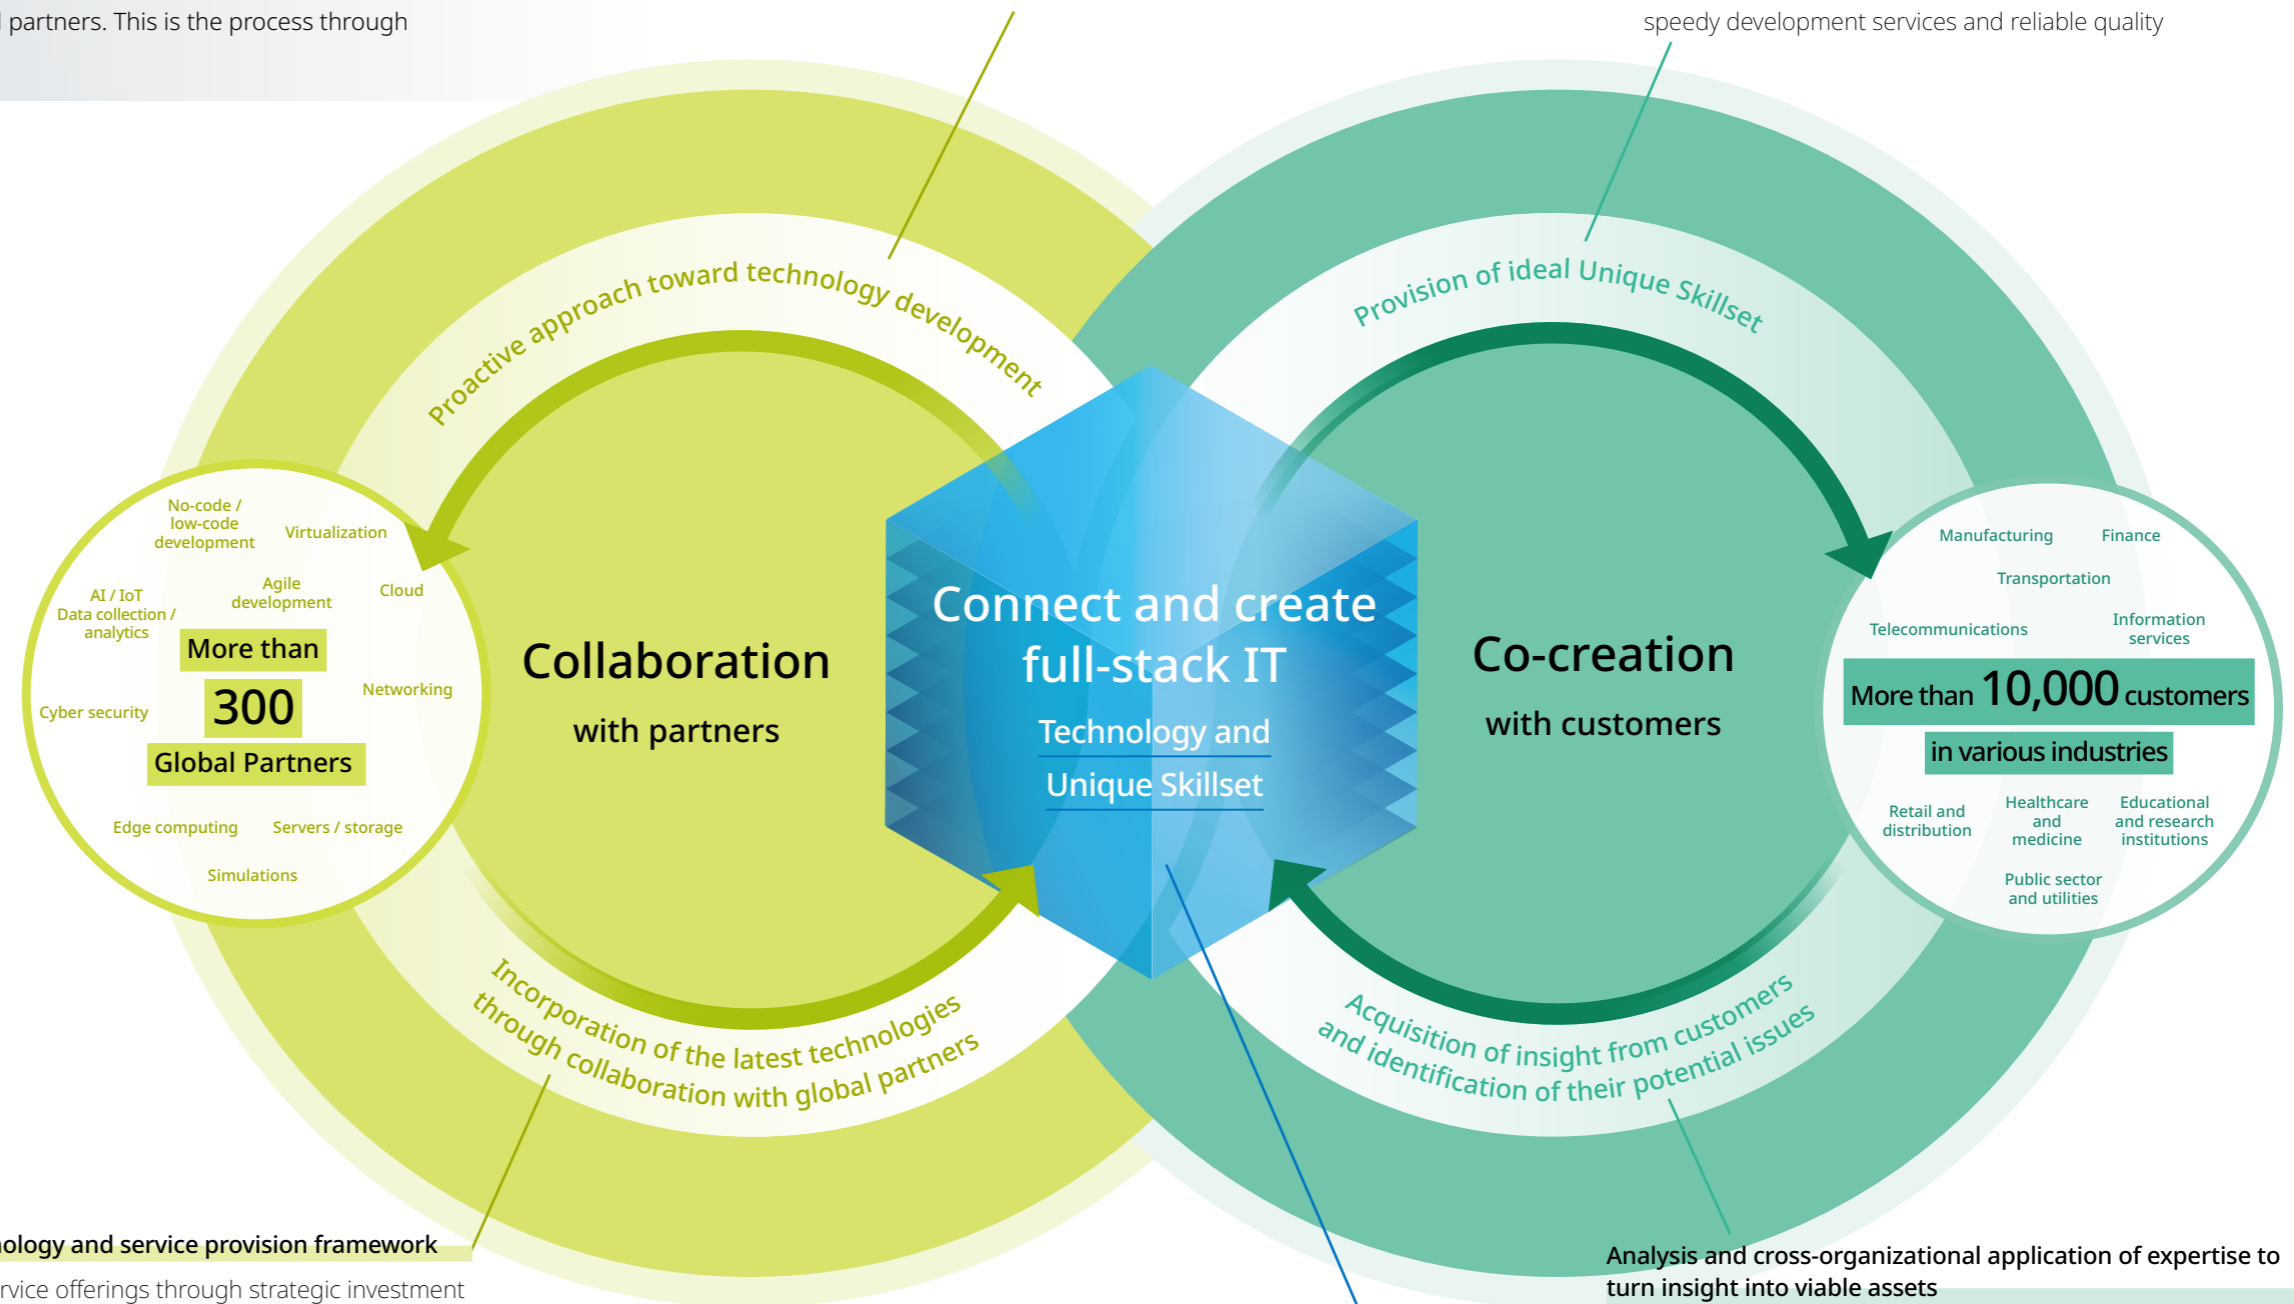 partners. This is the process through
speedy development services and reliable quality
Proactive approach toward technology development
Provision of ideal Unique Skillset
No-code /
low-code
development
Virtualization
AI / IoT
Data collection /
analytics
Agile
development
Cloud
More than
300
Global Partners
Networking
Cyber security
Edge computing
Servers / storage
Simulations
Collaboration
with partners
Connect and create
full-stack IT
Technology and
Unique Skillset
Co-creation
with customers
Manufacturing
Finance
Transportation
Telecommunications
Information
services
More than 10,000 customers
in various industries
Retail and
distribution
Healthcare
and
medicine
Educational
and research
institutions
Public sector
and utilities
Incorporation of the latest technologies
through collaboration with global partners
Acquisition of insight from customers
and identification of their potential issues
and service provision framework
offerings through strategic investment
Analysis and cross-organizational application of expertise to
turn insight into viable assets